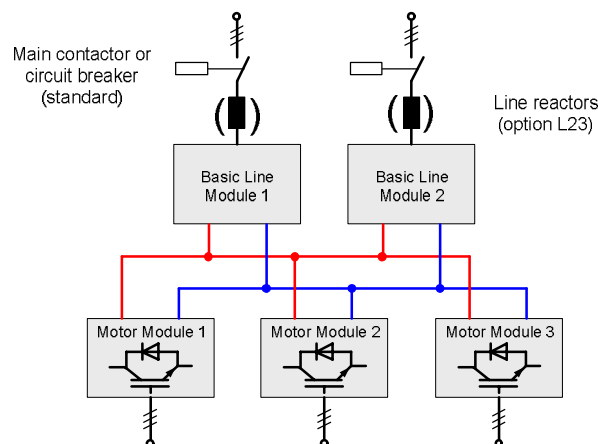 Main contactor or
circuit breaker
(standard)
Line reactors
(option L23)
Basic Line
Module 1
Basic Line
Module 2
Motor Module 1
Motor Module 2
Motor Module 3